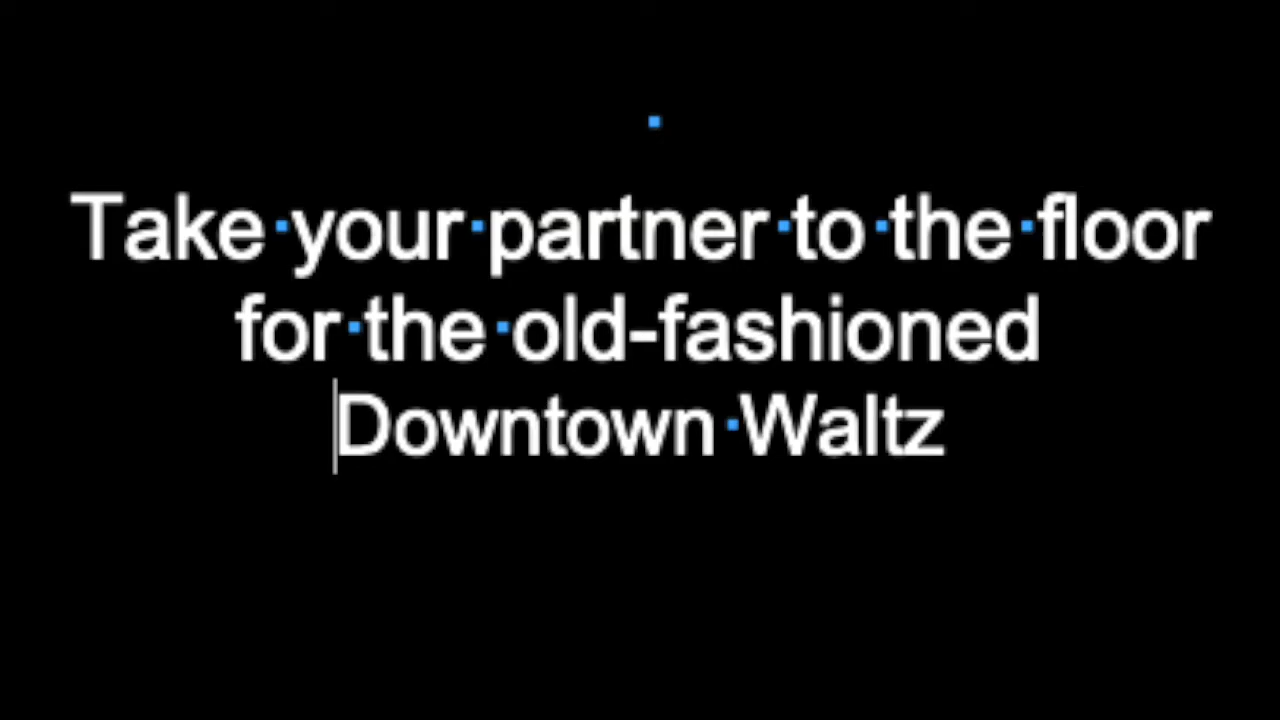 Take your partner to the floor
for the old-fashioned
Downtown Waltz